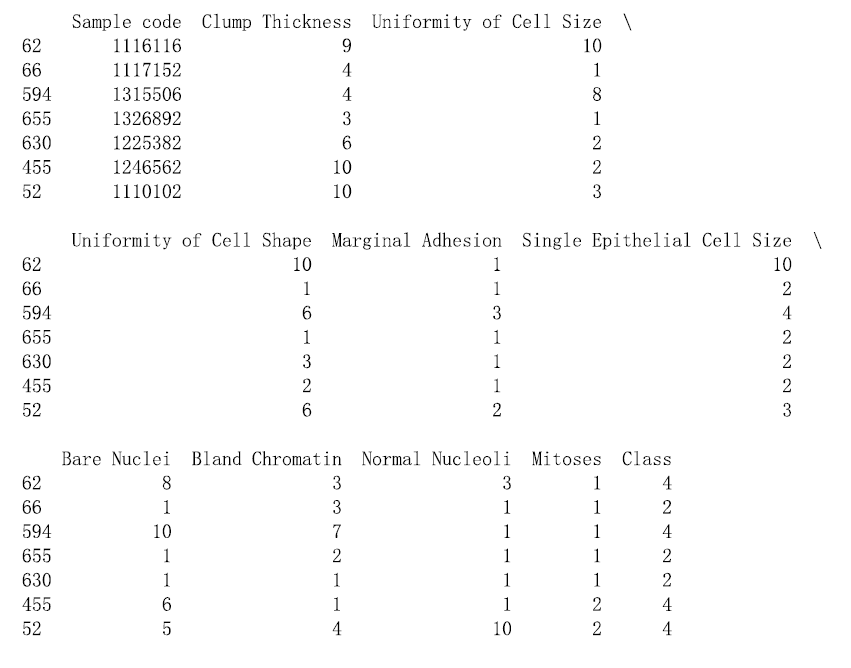 Sample code  Clump Thickness  Uniformity of Cell Size  \
62 1116116 9 10
66 1117152 4 1
594 1315506 4 8
655 1326892 3 1
630 1225382 6 2
455 1246562 10 2
52 1110102 10 3
Uniformity of Cell Shape  Marginal Adhesion  Single Epithelial Cell Size  \
62 10 1 10
66 1 1 2
594 6 3 4
655 1 1 2
630 3 1 2
455 2 1 2
52 6 2 3
Bare Nuclei  Bland Chromatin  Normal Nucleoli  Mitoses  Class
62 8 3 3 1 4
66 1 3 1 1 2
594 10 7 1 1 4
655 1 2 1 1 2
630 1 1 1 1 2
455 6 1 1 2 4
52 5 4 10 2 4